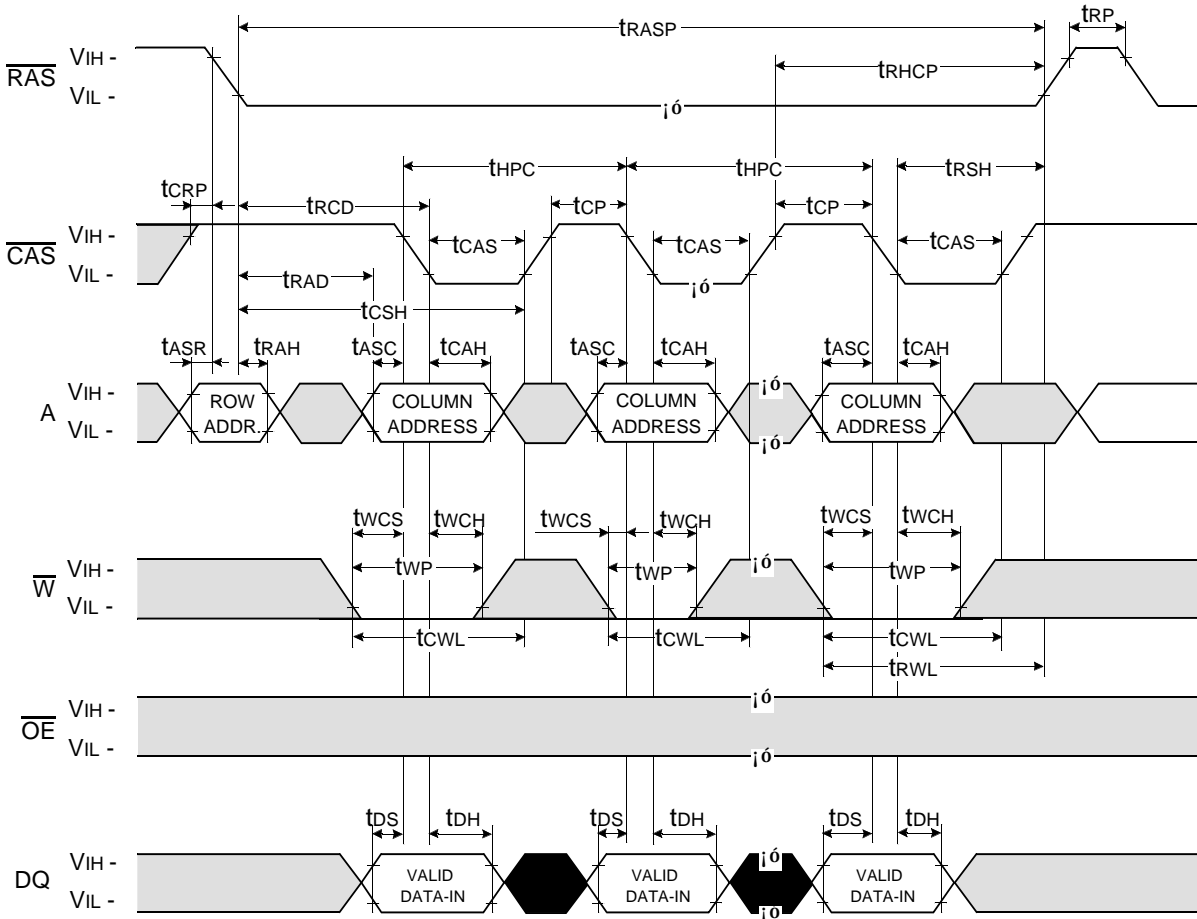 tRASP
tRP
RAS
VIH -
VIL -
tRHCP
¡ó
tCRP
tRCD
tHPC
tCP
tHPC
tCP
tRSH
CAS
VIH -
VIL -
tCAS
tCAS
tCAS
tRAD
tCSH
¡ó
tASR
tRAH
tASC
tCAH
tASC
tCAH
tASC
tCAH
A
VIH -
VIL -
ROW
ADDR.
COLUMN
ADDRESS
COLUMN
ADDRESS
¡ó
¡ó
COLUMN
ADDRESS
tWCS
tWCH
tWCS
tWCH
tWCS
tWCH
W
VIH -
VIL -
tWP
tWP
¡ó
tWP
tCWL
tCWL
tCWL
tRWL
OE
VIH -
VIL -
¡ó
¡ó
tDS
tDH
tDS
tDH
tDS
tDH
DQ
VIH -
VIL -
VALID
DATA-IN
VALID
DATA-IN
¡ó
¡ó
VALID
DATA-IN